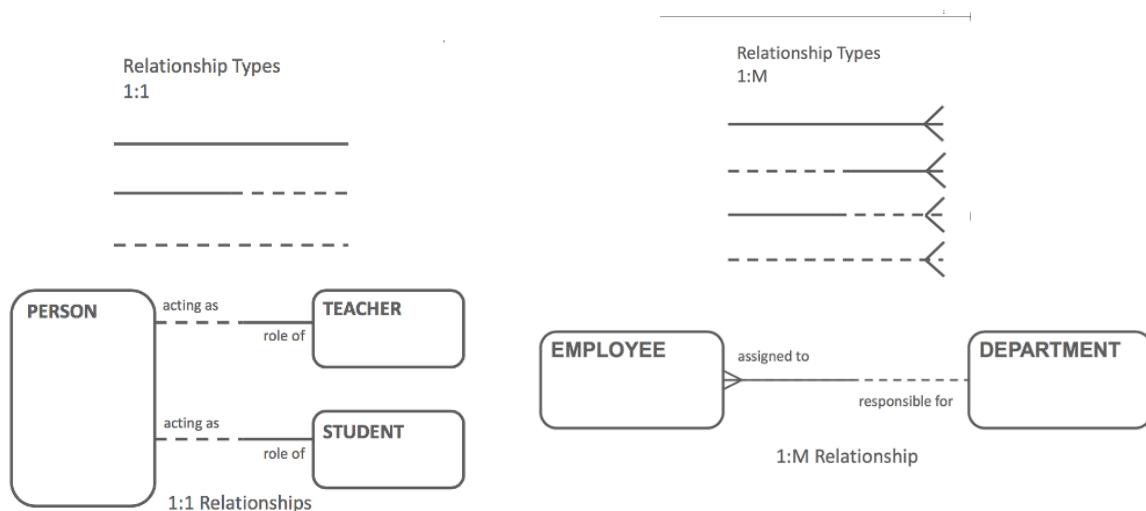 Relationship Types
1:1
PERSON
acting as
role of
TEACHER
acting as
role of
STUDENT
1:1 Relationships
Relationship Types
1:M
EMPLOYEE
assigned to
responsible for
DEPARTMENT
1:M Relationship